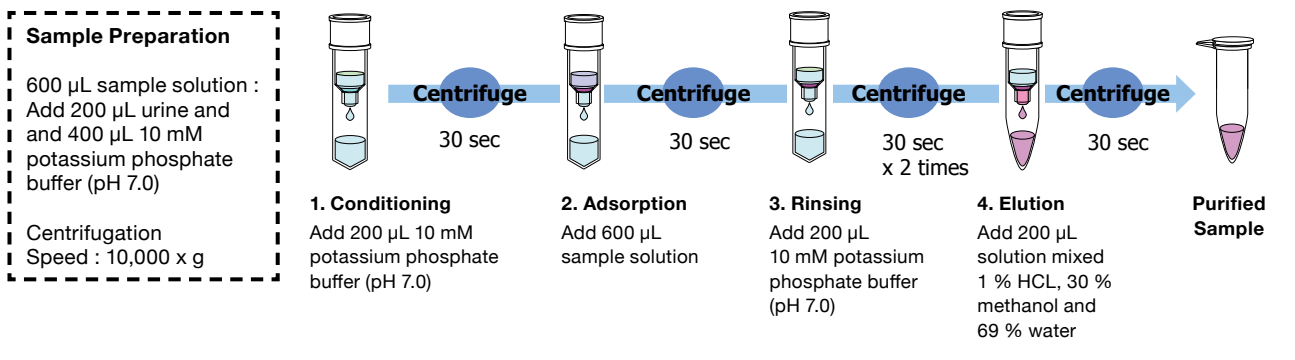 Sample Preparation
600 µL sample solution :
Add 200 µL urine and
and 400 µL 10 mM
potassium phosphate
buffer (pH 7.0)
Centrifugation
Speed : 10,000 x g
Centrifuge
30 sec
Centrifuge
30 sec
Centrifuge
30 sec
x 2 times
Centrifuge
30 sec
1. Conditioning
Add 200 µL 10 mM
potassium phosphate
buffer (pH 7.0)
2. Adsorption
Add 600 µL
sample solution
3. Rinsing
Add 200 µL
10 mM potassium
phosphate buffer
(pH 7.0)
4. Elution
Add 200 µL
solution mixed
1 % HCL, 30 %
methanol and
69 % water
Purified
Sample